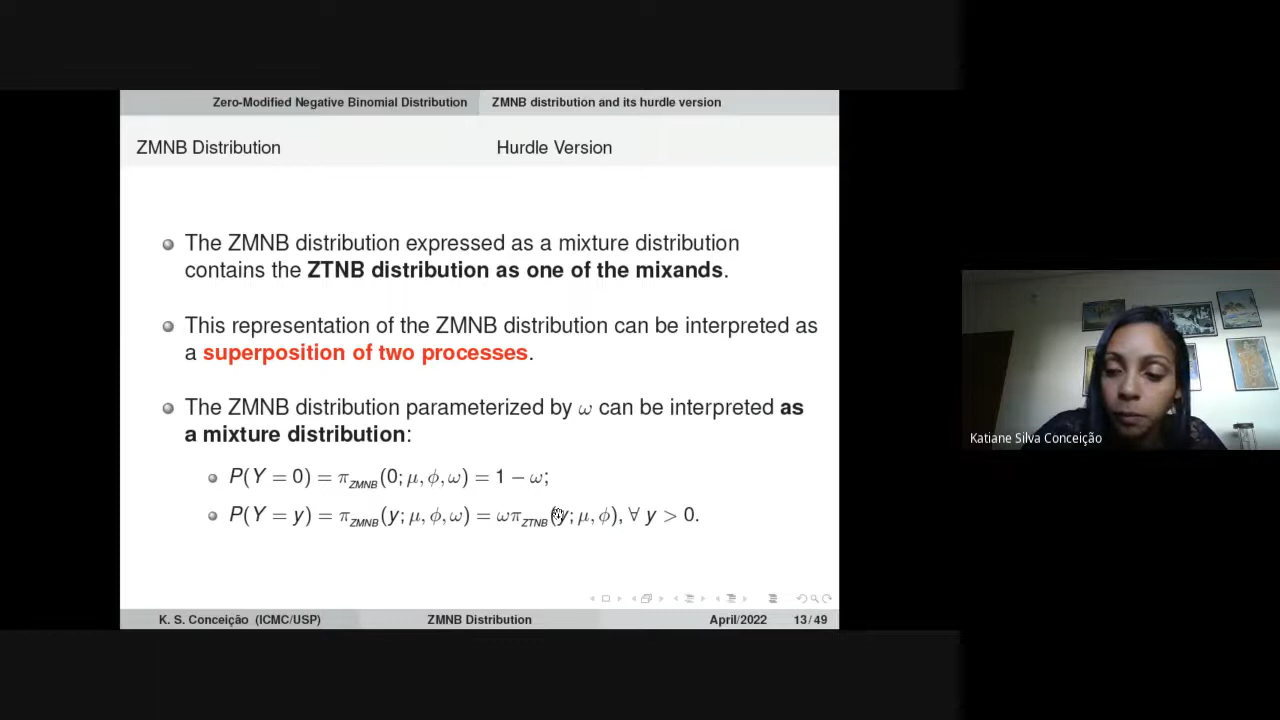 Zero-Modified Negative Binomial Distribution
ZMNB distribution and its hurdle version
ZMNB Distribution
Hurdle Version
The ZMNB distribution expressed as a mixture distribution
contains the ZTNB distribution as one of the mixands.
This representation of the ZMNB distribution can be interpreted as
a superposition of two processes.
The ZMNB distribution parameterized by ω can be interpreted as
a mixture distribution:
P(Y = 0) = π_ZMNB(0; μ, ϕ, ω) = 1 − ω;
P(Y = y) = π_ZMNB(y; μ, ϕ, ω) = ωπ_ZTNB(y; μ, ϕ), ∀ y > 0.
K. S. Conceição (ICMC/USP)
ZMNB Distribution
April/2022
13/49
Katiane Silva Conceição